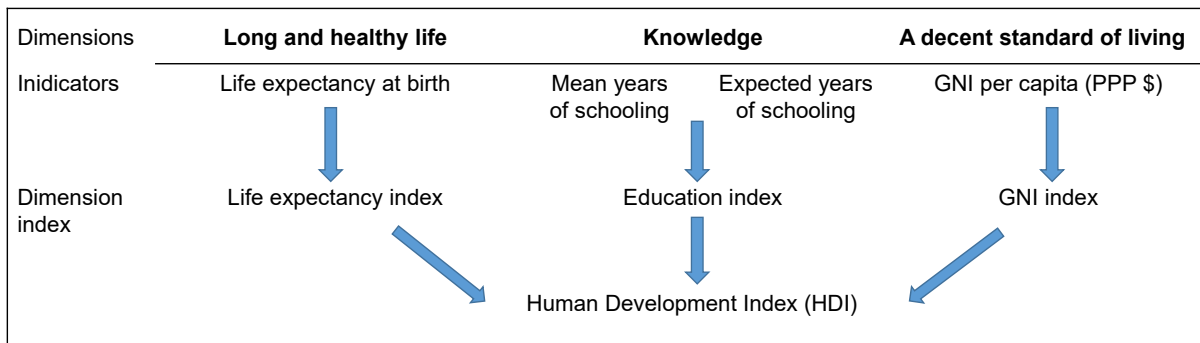 Dimensions Long and healthy life Knowledge A decent standard of living
Inidicators Life expectancy at birth Mean years Expected years GNI per capita (PPP $)
of schooling of schooling
Dimension Life expectancy index Education index GNI index
index
Human Development Index (HDI)